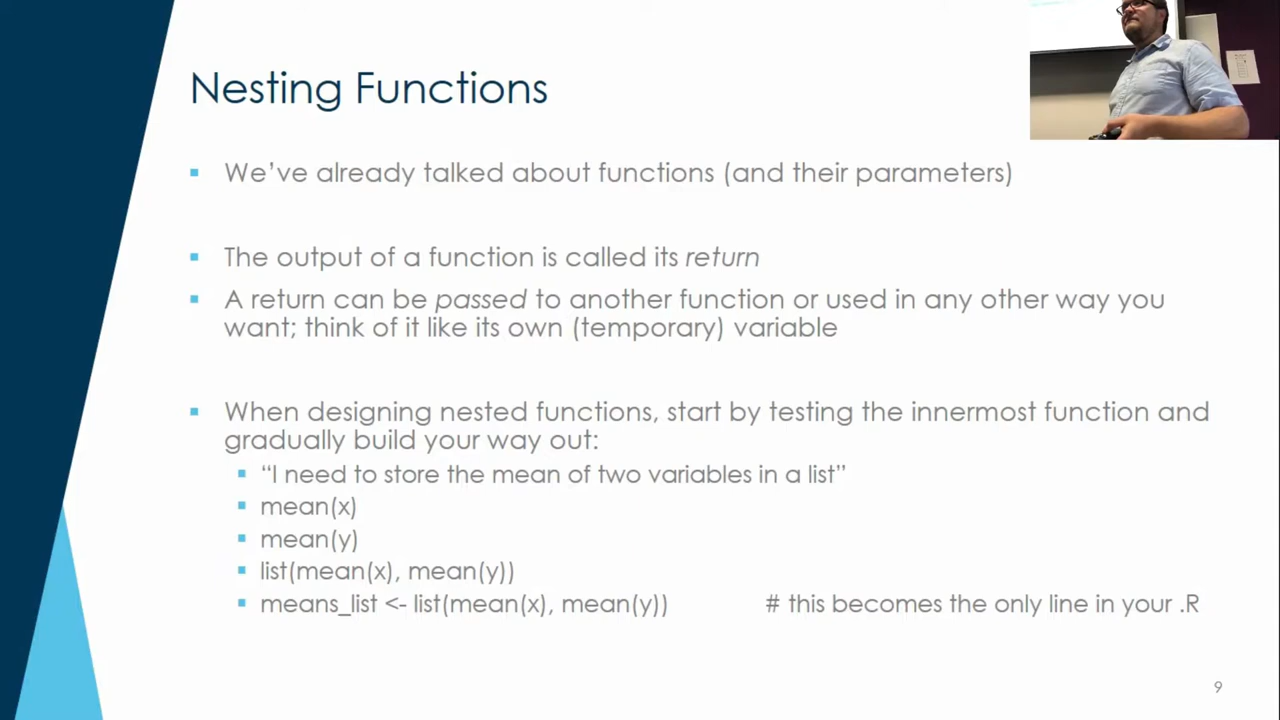 Nesting Functions
We've already talked about functions (and their parameters)
The output of a function is called its return
A return can be passed to another function or used in any other way you
want; think of it like its own (temporary) variable
When designing nested functions, start by testing the innermost function and
gradually build your way out:
“I need to store the mean of two variables in a list”
mean(x)
mean(y)
list(mean(x), mean(y))
means_list <- list(mean(x), mean(y)) # this becomes the only line in your .R
9